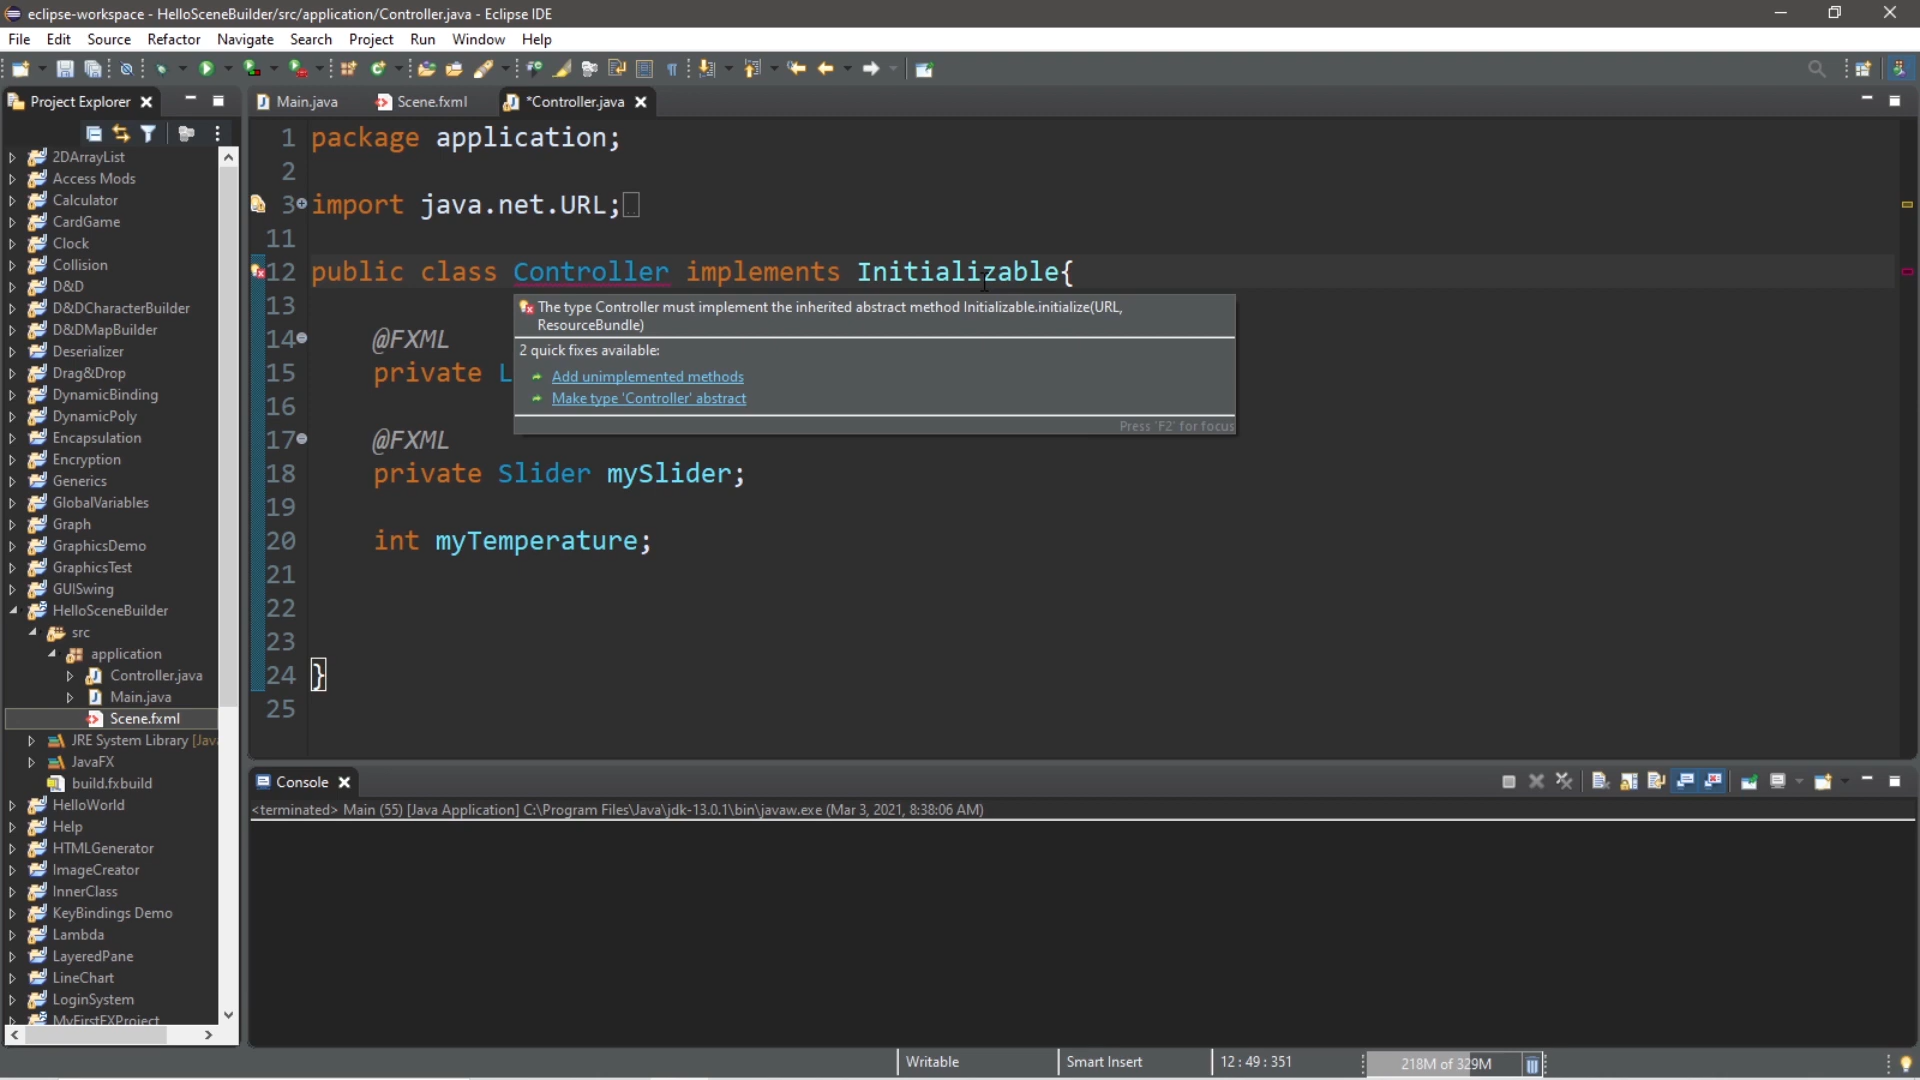 eclipse-workspace - HelloSceneBuilder/src/application/Controller.java - Eclipse IDE
File Edit Source Refactor Navigate Search Project Run Window Help
Project Explorer
Main.java Scene.fxml *Controller.java
2DArrayList
Access Mods
Calculator
CardGame
Clock
Collision
D&D
D&DCharacterBuilder
D&DMapBuilder
Deserializer
Drag&Drop
DynamicBinding
DynamicPoly
Encapsulation
Encryption
Generics
GlobalVariables
Graph
GraphicsDemo
GraphicsTest
GUISwing
HelloSceneBuilder
src
application
Controller.java
Main.java
Scene.fxml
JRE System Library [Jav
JavaFX
build.fxbuild
HelloWorld
Help
HTMLGenerator
ImageCreator
InnerClass
KeyBindings Demo
Lambda
LayeredPane
LineChart
LoginSystem
MyFirstFXProject
1 package application;
2
3 import java.net.URL;
11
12 public class Controller implements Initializable{
13
14 @FXML
15 private L
16
17 @FXML
18 private Slider mySlider;
19
20 int myTemperature;
21
22
23
24 }
25
The type Controller must implement the inherited abstract method Initializable.initialize(URL,
ResourceBundle)
2 quick fixes available:
Add unimplemented methods
Make type 'Controller' abstract
Press 'F2' for focus
Console
<terminated> Main (55) [Java Application] C:\Program Files\Java\jdk-13.0.1\bin\javaw.exe (Mar 3, 2021, 8:38:06 AM)
Writable Smart Insert 12 : 49 : 351 218M of 329M